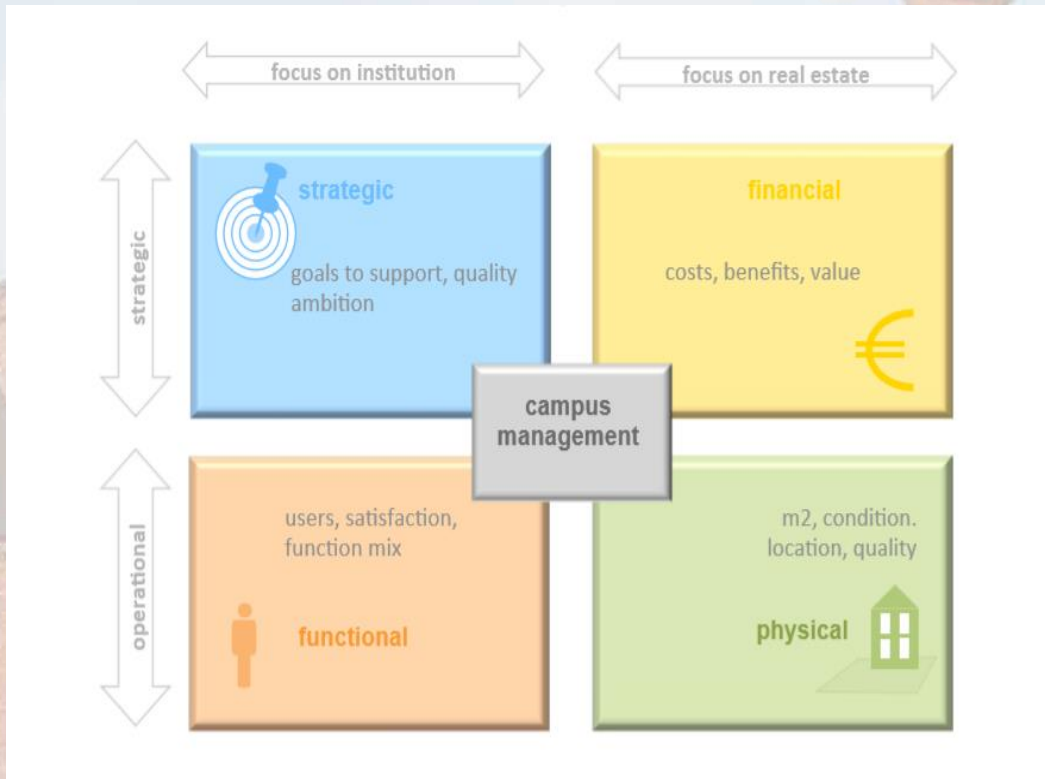 focus on institution
focus on real estate
strategic
strategic
goals to support, quality
ambition
financial
costs, benefits, value
campus
management
operational
users, satisfaction,
function mix
functional
m2, condition.
location, quality
physical